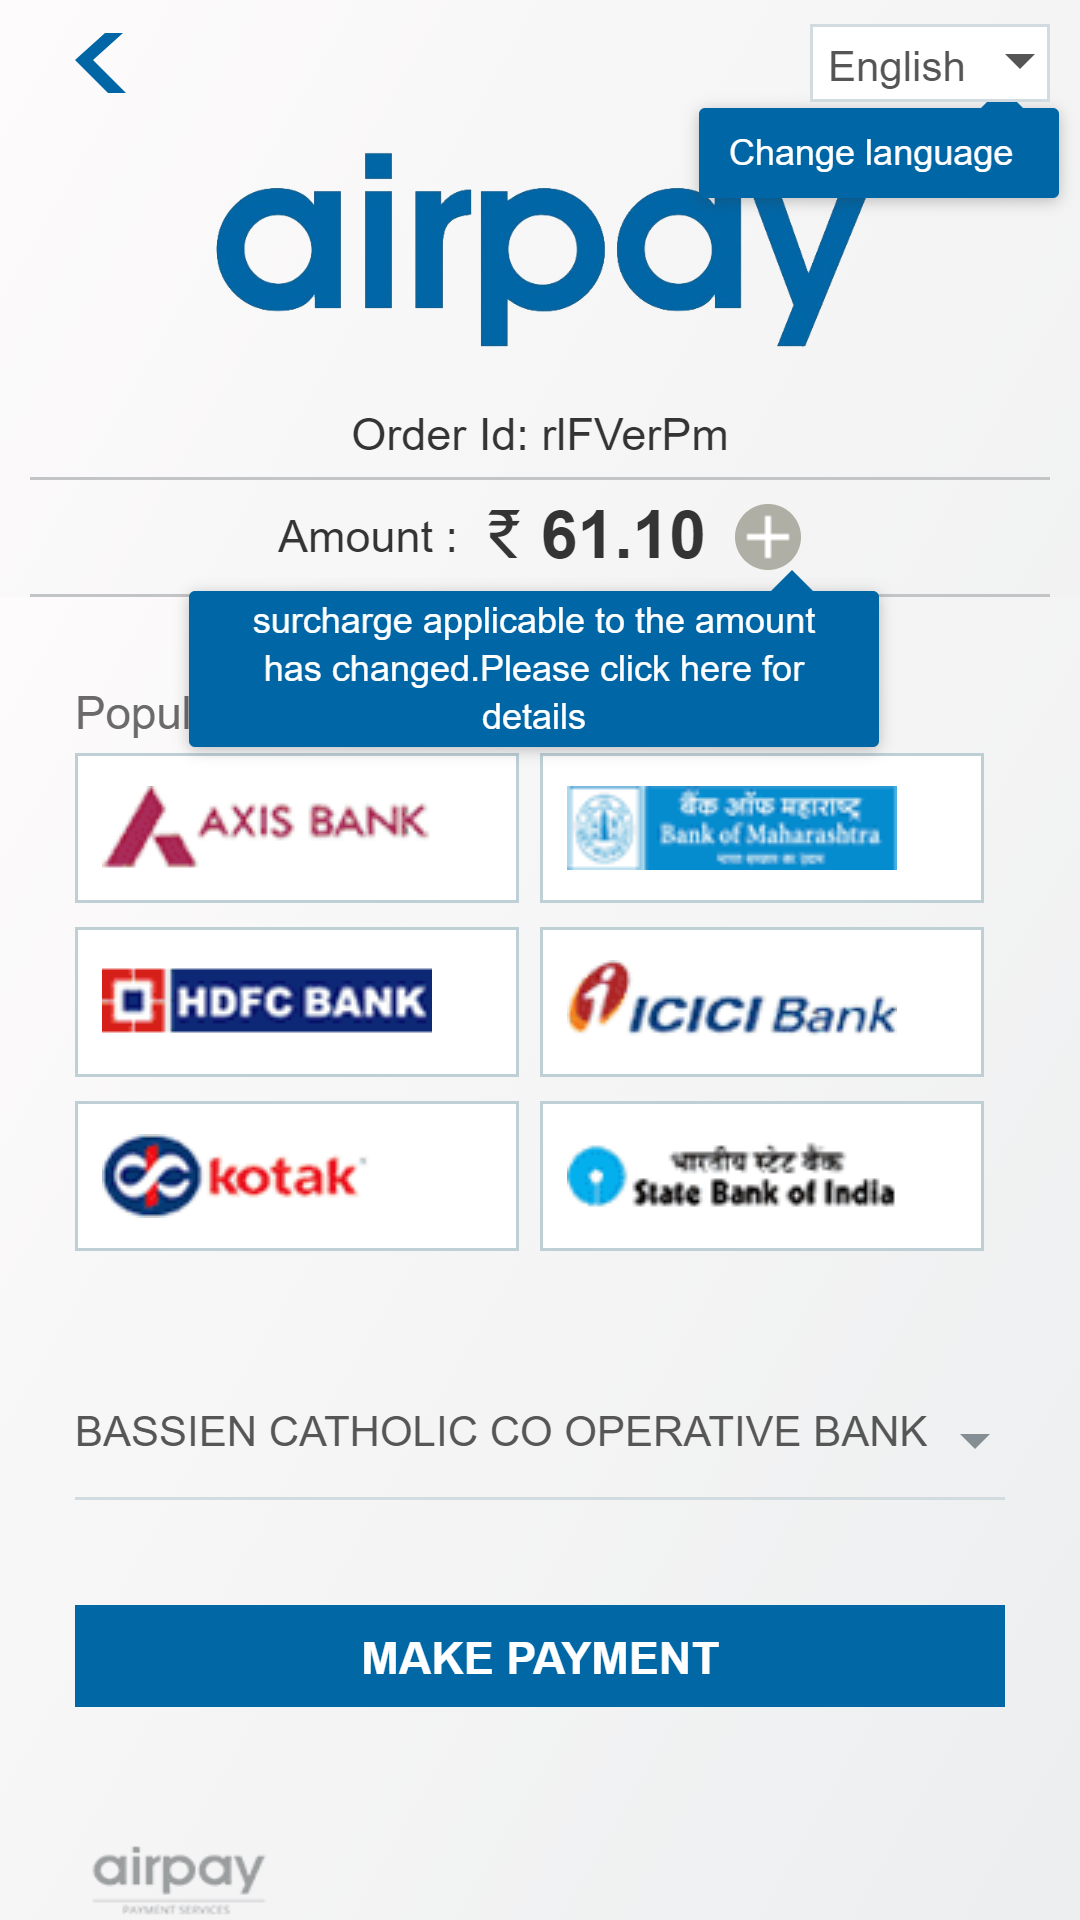 English
Change language
airpay
Order Id: rIFVerPm
Amount : ₹ 61.10
surcharge applicable to the amount
has changed.Please click here for
details
Popul
AXIS BANK
बैंक ऑफ महाराष्ट्र
Bank of Maharashtra
HDFC BANK
ICICI Bank
kotak
भारतीय स्टेट बैंक
State Bank of India
BASSIEN CATHOLIC CO OPERATIVE BANK
MAKE PAYMENT
airpay
PAYMENT SERVICES